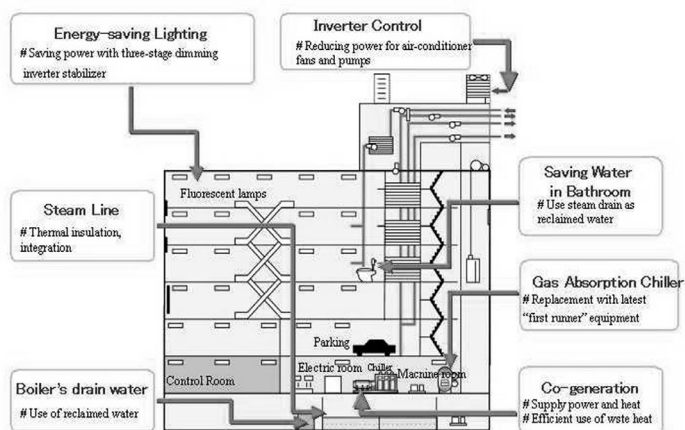 Energy-saving Lighting
# Saving power with three-stage dimming
inverter stabilizer
Inverter Control
# Reducing power for air-conditioner
fans and pumps
Fluorescent lamps
Saving Water
in Bathroom
# Use steam drain as
reclaimed water
Steam Line
# Thermal insulation,
integration
Gas Absorption Chiller
# Replacement with latest
"first runner" equipment
Parking
Electric room
Chiller
Macnine room
Control Room
Boiler's drain water
# Use of reclaimed water
Co-generation
# Supply power and heat
# Efficient use of wste heat